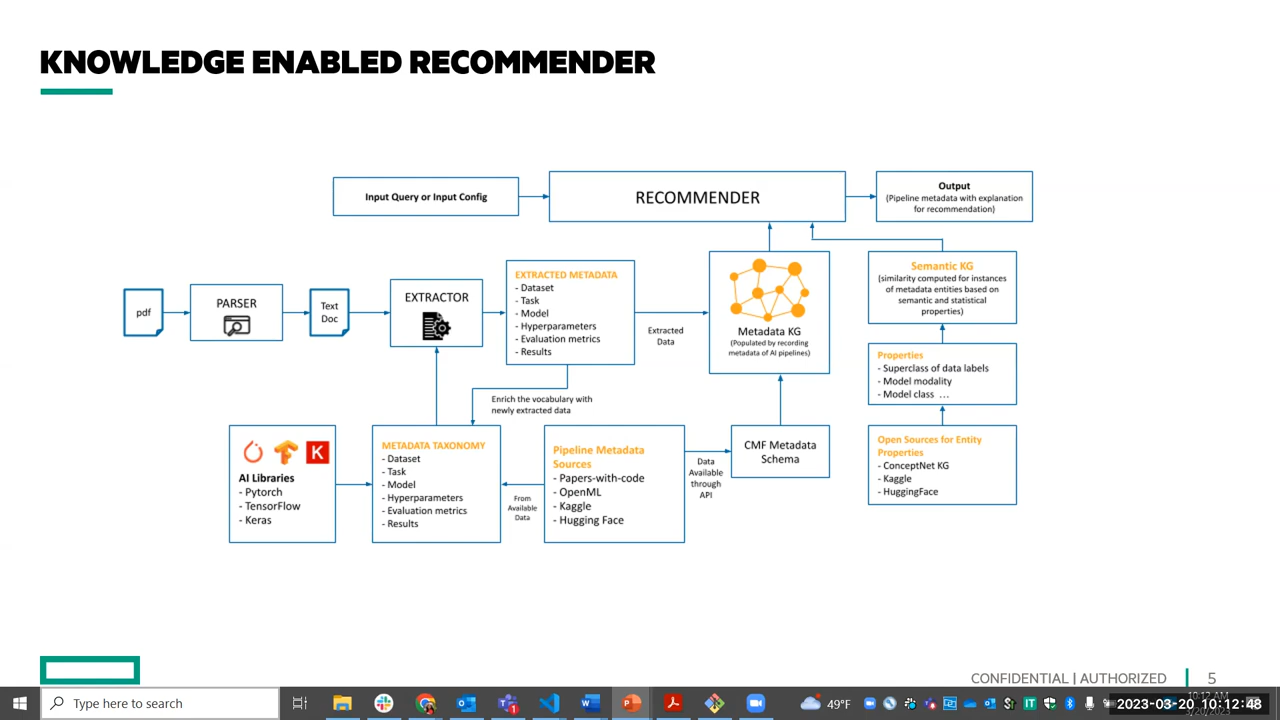 KNOWLEDGE ENABLED RECOMMENDER
Input Query or Input Config
RECOMMENDER
Output
(Pipeline metadata with explanation
for recommendation)
pdf
PARSER
Text
Doc
EXTRACTOR
EXTRACTED METADATA
- Dataset
- Task
- Model
- Hyperparameters
- Evaluation metrics
- Results
Extracted
Data
Metadata KG
(Populated by recording
metadata of AI pipelines)
Semantic KG
(similarity computed for instances
of metadata entities based on
semantic and statistical
properties)
Properties
- Superclass of data labels
- Model modality
- Model class ...
Enrich the vocabulary with
newly extracted data
K
AI Libraries
- Pytorch
- TensorFlow
- Keras
METADATA TAXONOMY
- Dataset
- Task
- Model
- Hyperparameters
- Evaluation metrics
- Results
From
Available
Data
Pipeline Metadata
Sources
- Papers-with-code
- OpenML
- Kaggle
- Hugging Face
Data
Available
through
API
CMF Metadata
Schema
Open Sources for Entity
Properties
- ConceptNet KG
- Kaggle
- HuggingFace
CONFIDENTIAL | AUTHORIZED
5
Type here to search
49°F
10:12 AM
2023-03-20 10:12:48